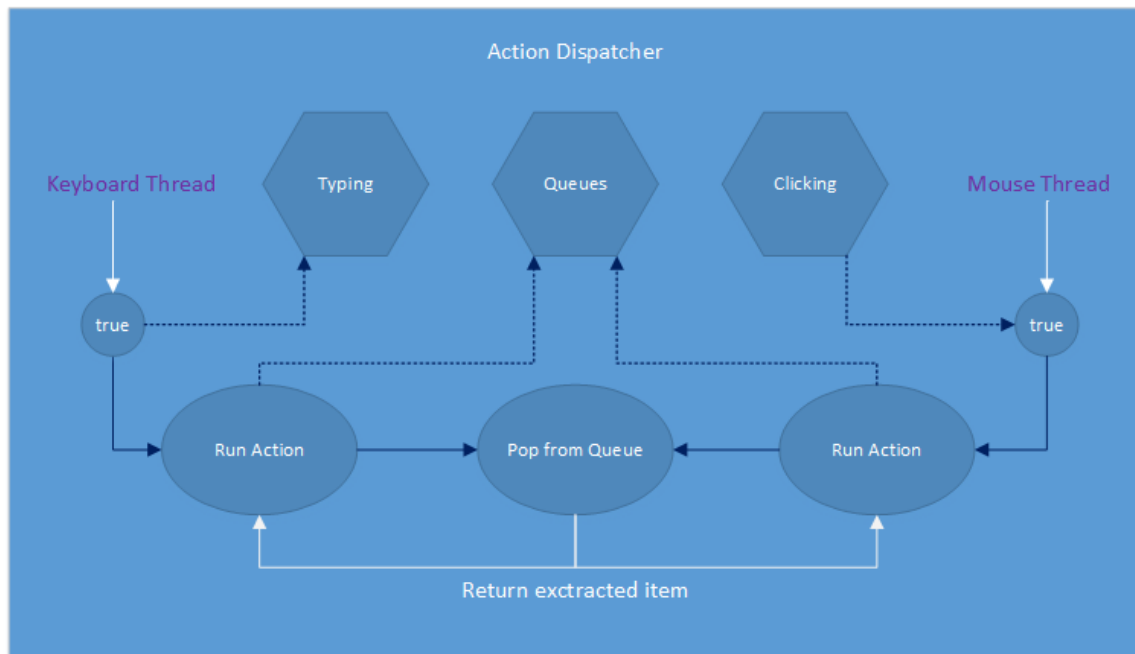 Action Dispatcher
Keyboard Thread
Typing
Queues
Clicking
Mouse Thread
true
true
Run Action
Pop from Queue
Run Action
Return exctracted item